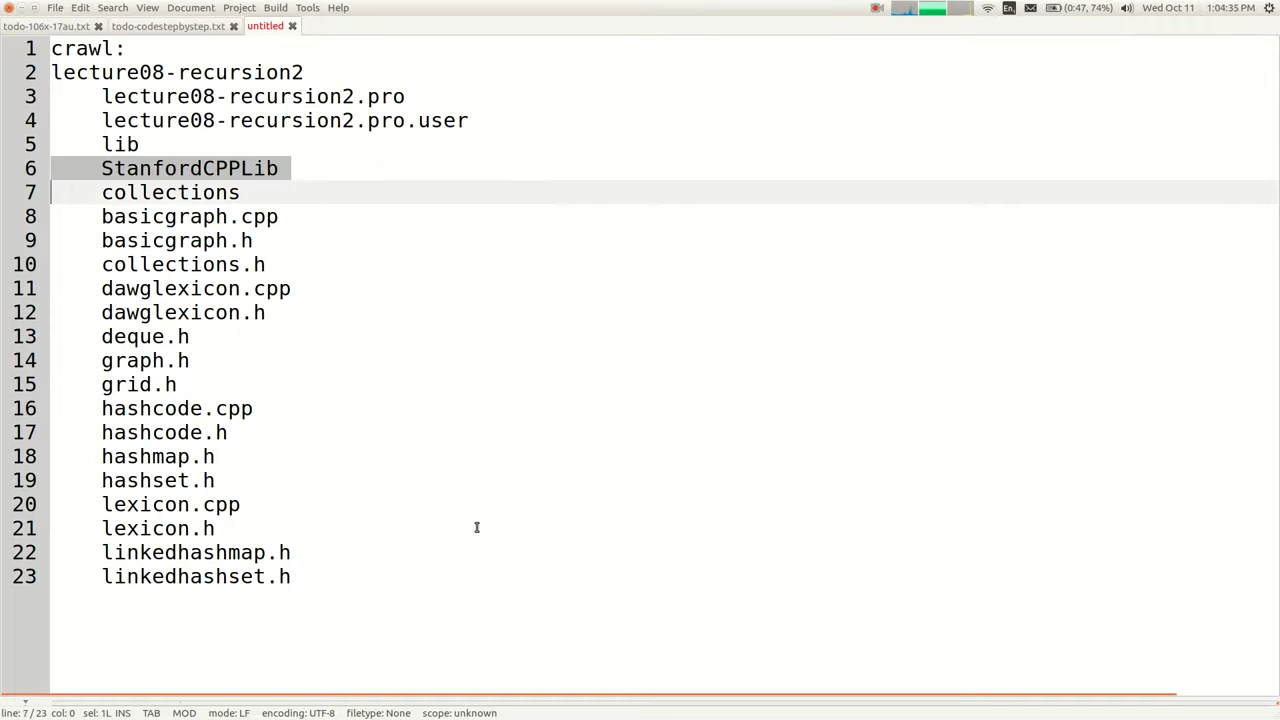 File Edit Search View Document Project Build Tools Help En, (0:47, 74%) Wed Oct 11 1:04:35 PM
todo-106x-17au.txt todo-codestepbystep.txt untitled
1 crawl:
2 lecture08-recursion2
3 lecture08-recursion2.pro
4 lecture08-recursion2.pro.user
5 lib
6 StanfordCPPLib
7 collections
8 basicgraph.cpp
9 basicgraph.h
10 collections.h
11 dawglexicon.cpp
12 dawglexicon.h
13 deque.h
14 graph.h
15 grid.h
16 hashcode.cpp
17 hashcode.h
18 hashmap.h
19 hashset.h
20 lexicon.cpp
21 lexicon.h
22 linkedhashmap.h
23 linkedhashset.h
line: 7 / 23 col: 0 sel: 1L INS TAB MOD mode: LF encoding: UTF-8 filetype: None scope: unknown